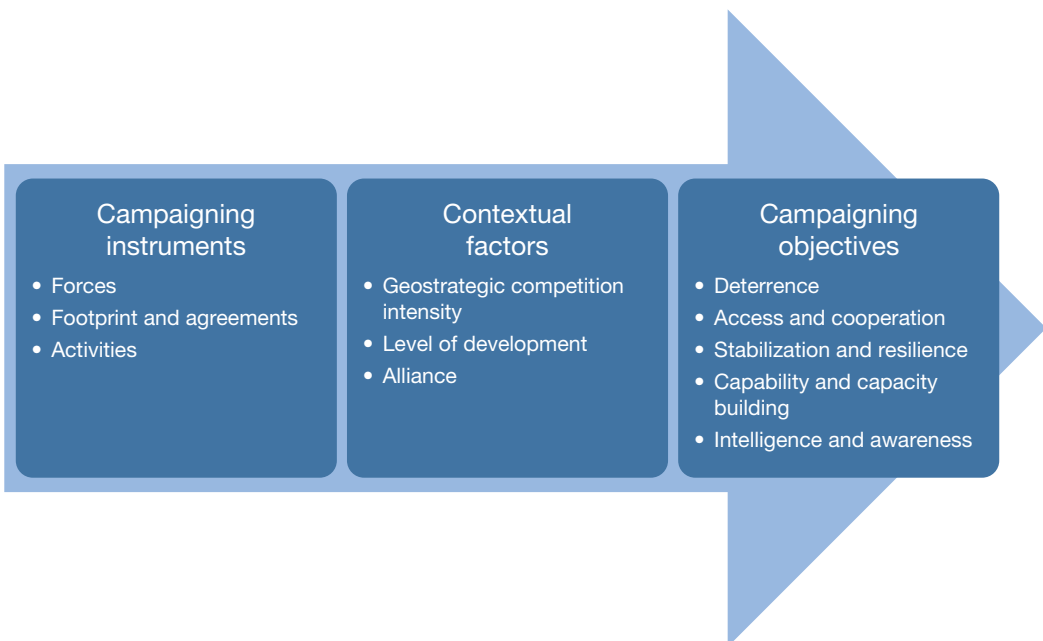 Campaigning
instruments
• Forces
• Footprint and agreements
• Activities
Contextual
factors
• Geostrategic competition
intensity
• Level of development
• Alliance
Campaigning
objectives
• Deterrence
• Access and cooperation
• Stabilization and resilience
• Capability and capacity
building
• Intelligence and awareness